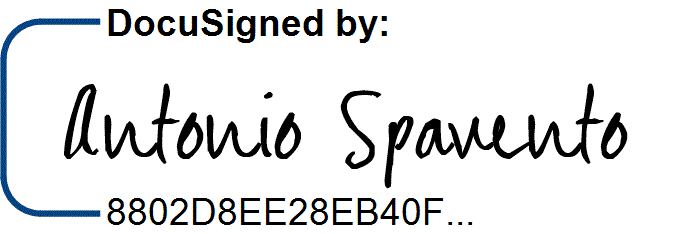 DocuSigned by:
Antonio Spavento
8802D8EE28EB40F...